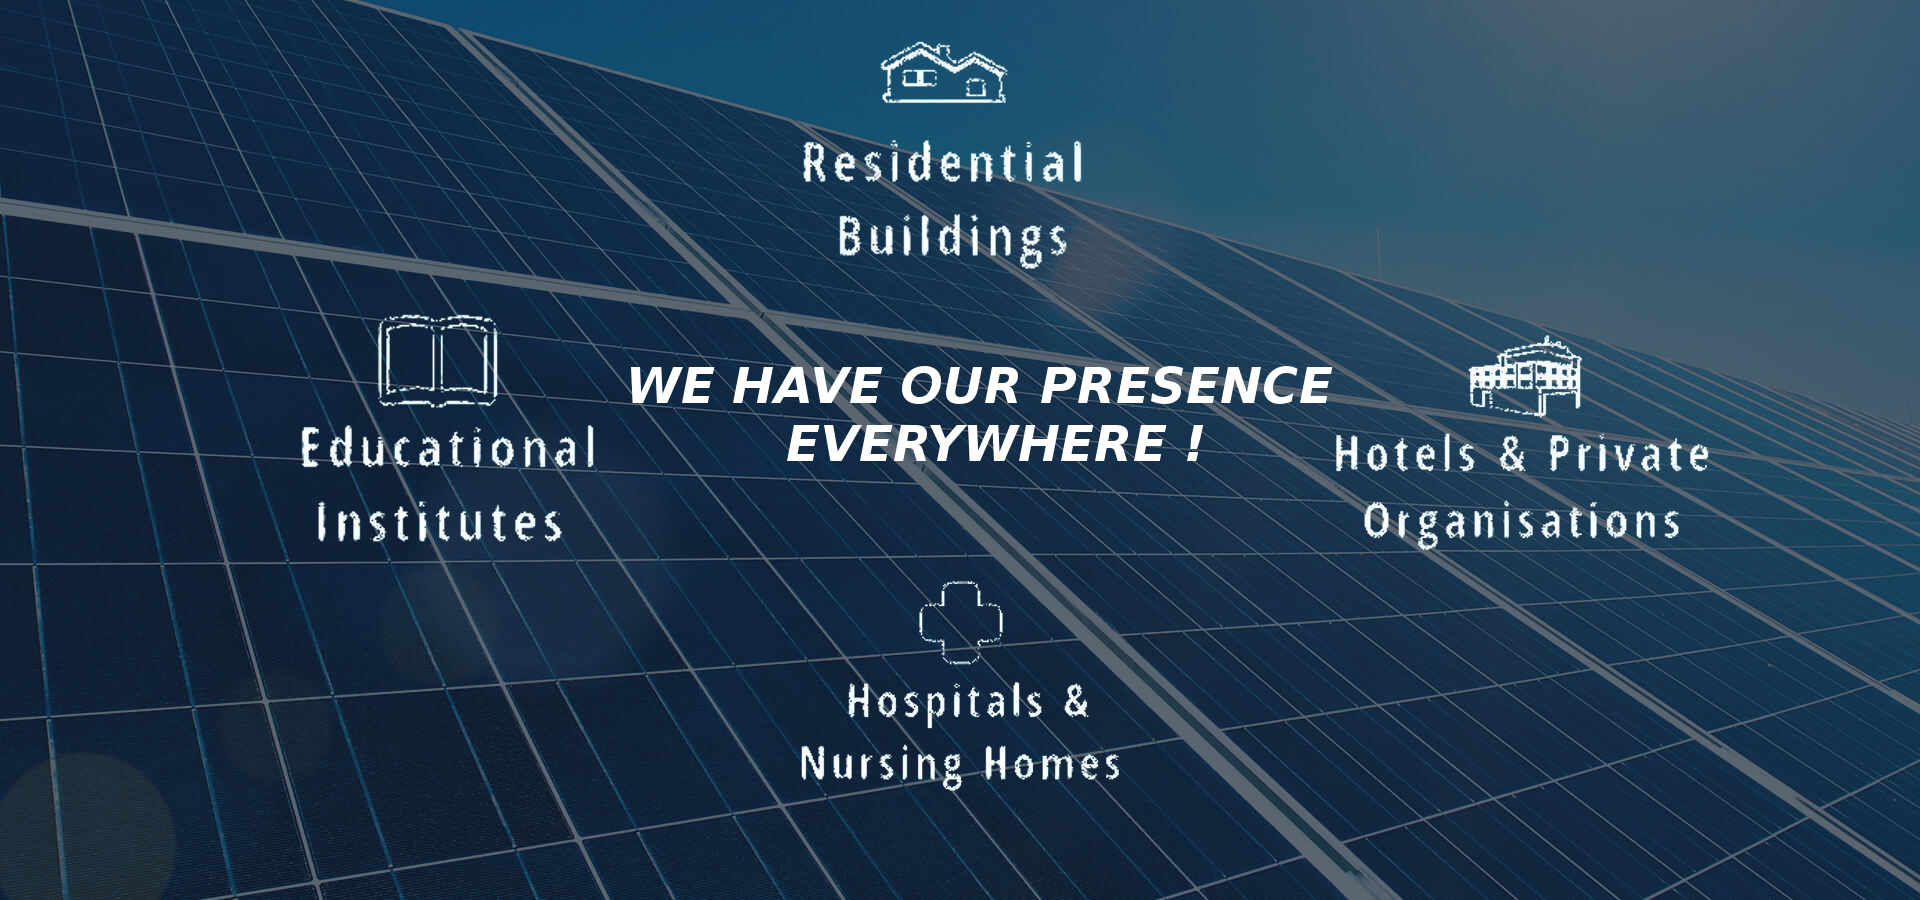 Residential
Buildings
WE HAVE OUR PRESENCE
EVERYWHERE !
Educational
Institutes
Hotels & Private
Organisations
Hospitals &
Nursing Homes